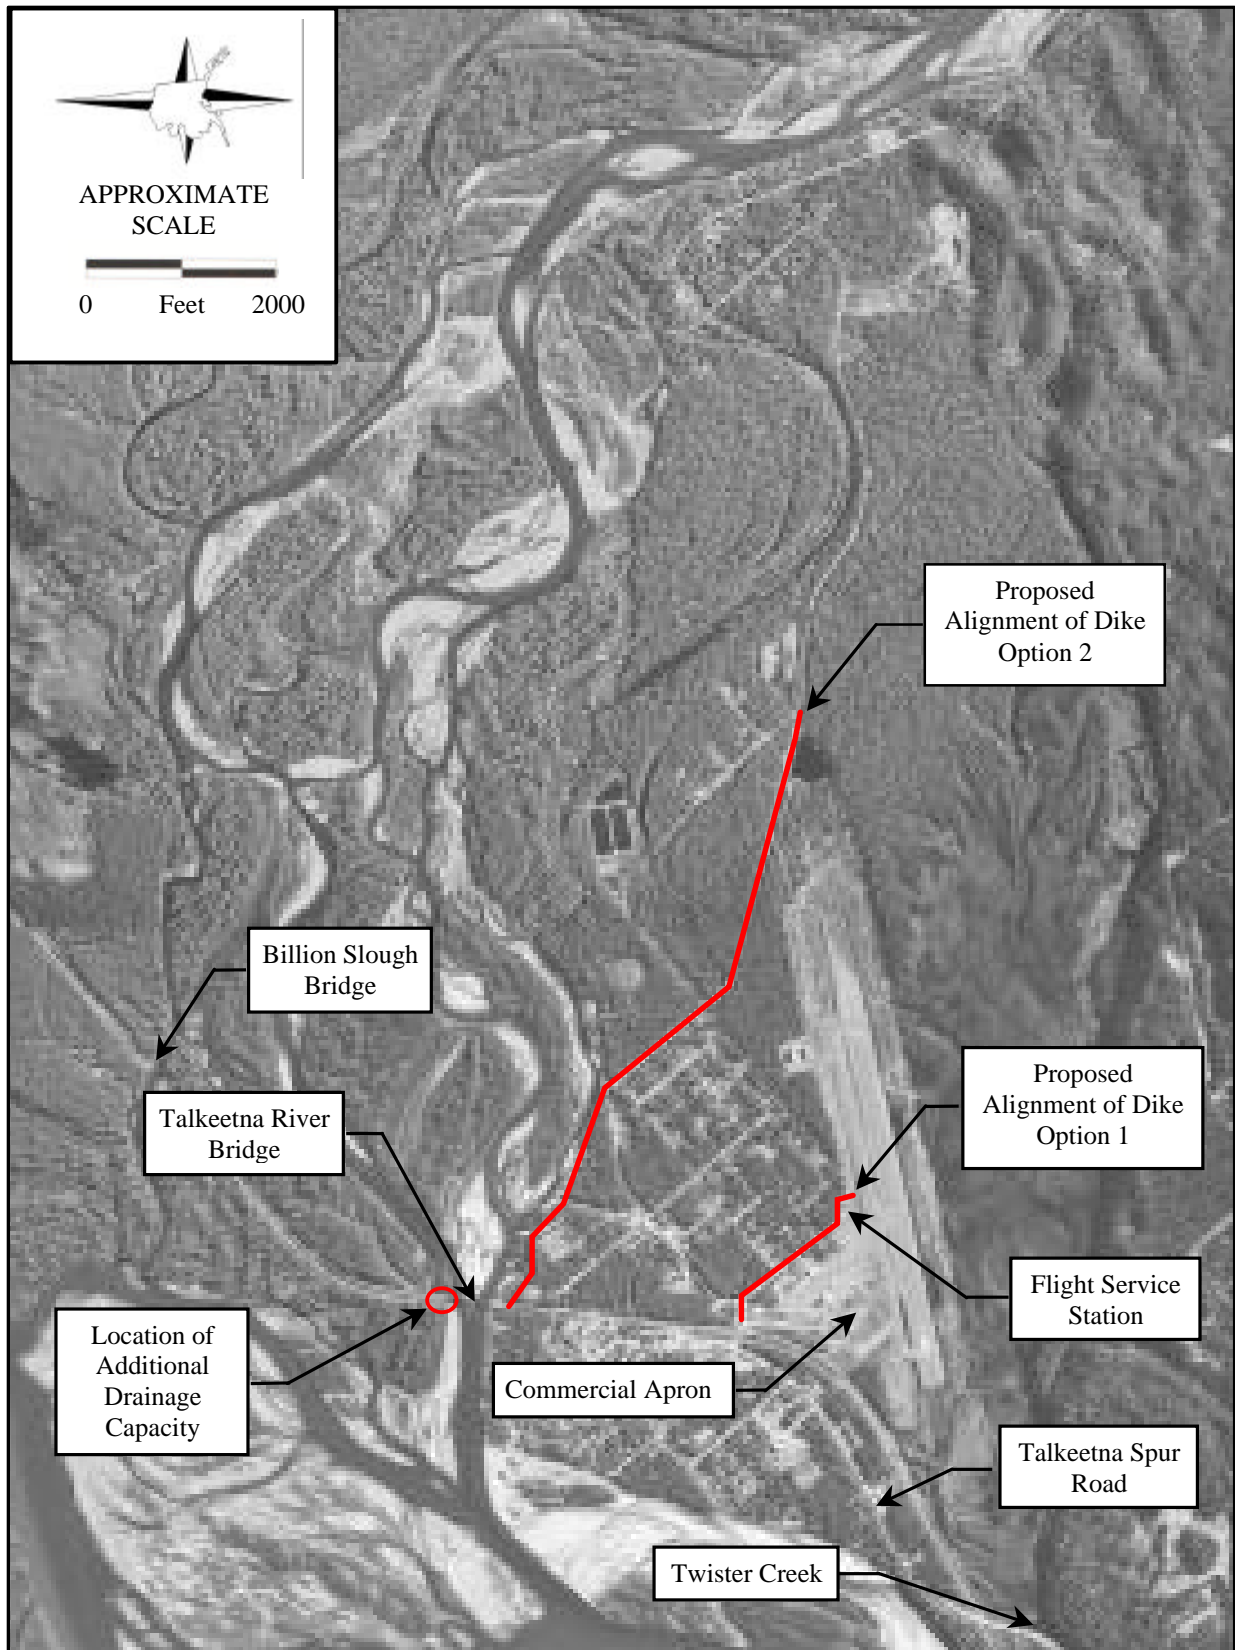 APPROXIMATE
SCALE
0 Feet 2000
Proposed
Alignment of Dike
Option 2
Billion Slough
Bridge
Proposed
Alignment of Dike
Option 1
Talkeetna River
Bridge
Flight Service
Station
Location of
Additional
Drainage
Capacity
Commercial Apron
Talkeetna Spur
Road
Twister Creek